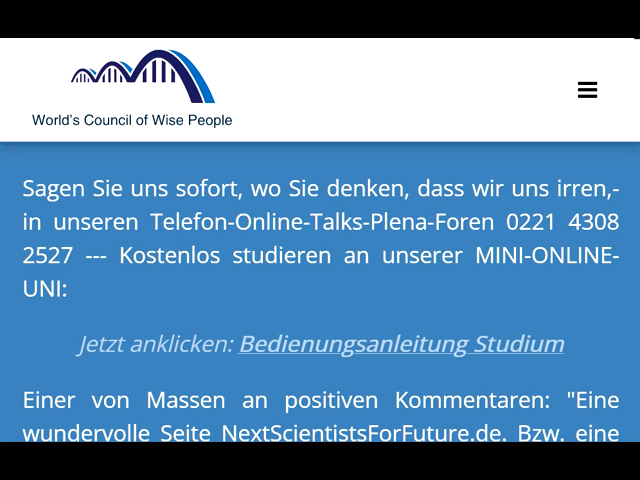 World's Council of Wise People
Sagen Sie uns sofort, wo Sie denken, dass wir uns irren,-
in unseren Telefon-Online-Talks-Plena-Foren 0221 4308
2527 --- Kostenlos studieren an unserer MINI-ONLINE-
UNI:
Jetzt anklicken: Bedienungsanleitung Studium
Einer von Massen an positiven Kommentaren: "Eine
wundervolle Seite NextScientistsForFuture.de. Bzw. eine